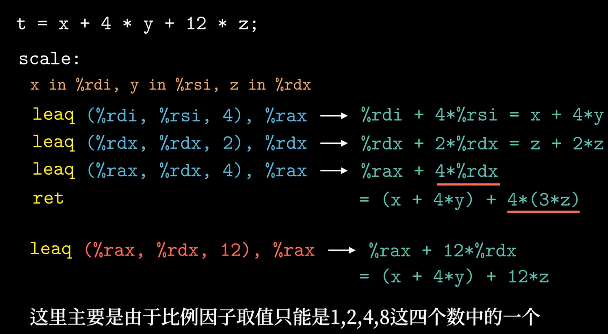 t = x + 4 * y + 12 * z;
scale:
x in %rdi, y in %rsi, z in %rdx
leaq (%rdi, %rsi, 4), %rax → %rdi + 4*%rsi = x + 4*y
leaq (%rdx, %rdx, 2), %rdx → %rdx + 2*%rdx = z + 2*z
leaq (%rax, %rdx, 4), %rax → %rax + 4*%rdx
ret = (x + 4*y) + 4*(3*z)
leaq (%rax, %rdx, 12), %rax → %rax + 12*%rdx
= (x + 4*y) + 12*z
这里主要是由于比例因子取值只能是1,2,4,8这四个数中的一个